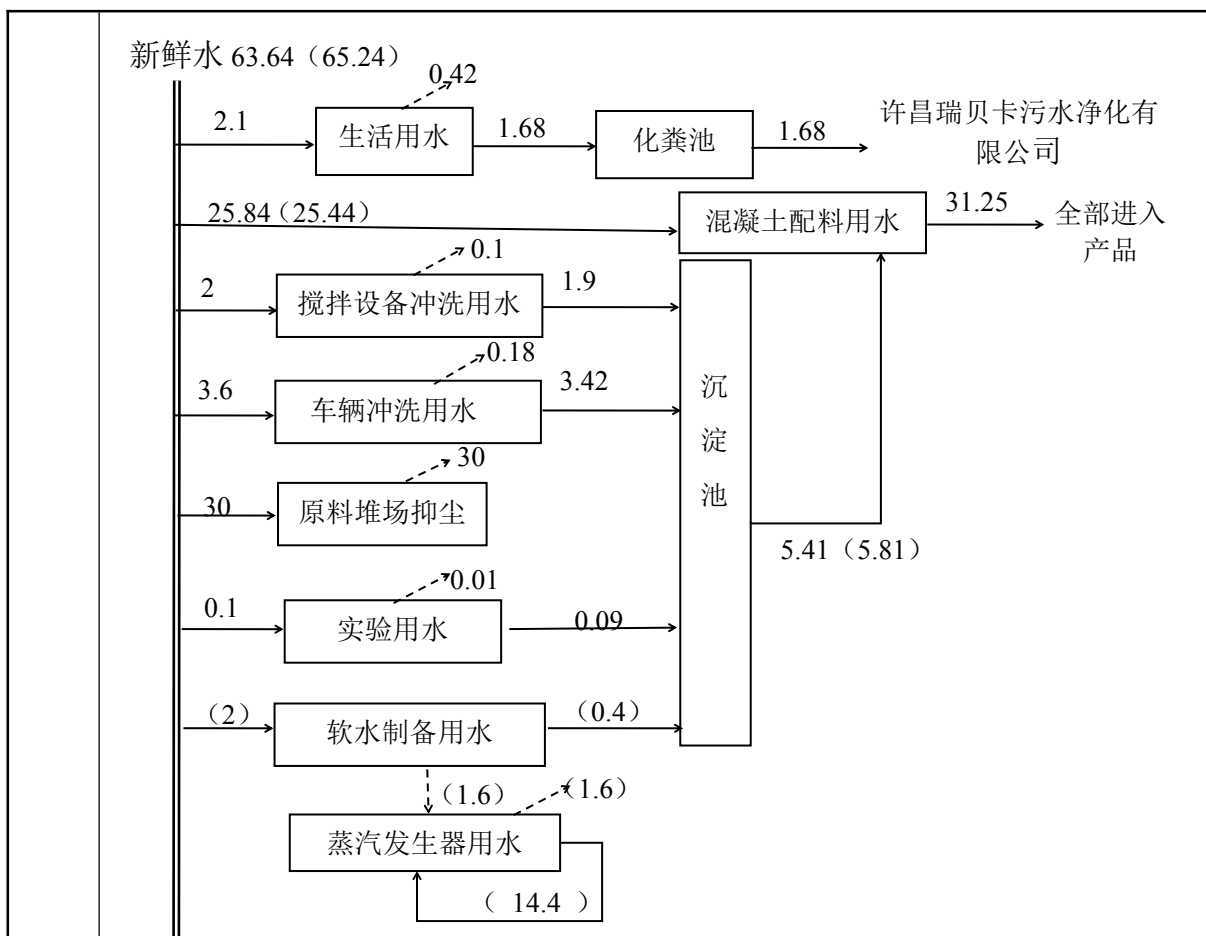 新鲜水 63.64（65.24）
0.42
2.1
生活用水
1.68
化粪池
1.68
许昌瑞贝卡污水净化有
限公司
25.84（25.44）
混凝土配料用水
31.25
全部进入
产品
0.1
2
搅拌设备冲洗用水
1.9
0.18
3.6
车辆冲洗用水
3.42
沉
淀
池
30
30
原料堆场抑尘
5.41（5.81）
0.01
0.1
实验用水
0.09
（2）
软水制备用水
（0.4）
（1.6）
（1.6）
蒸汽发生器用水
（ 14.4 ）